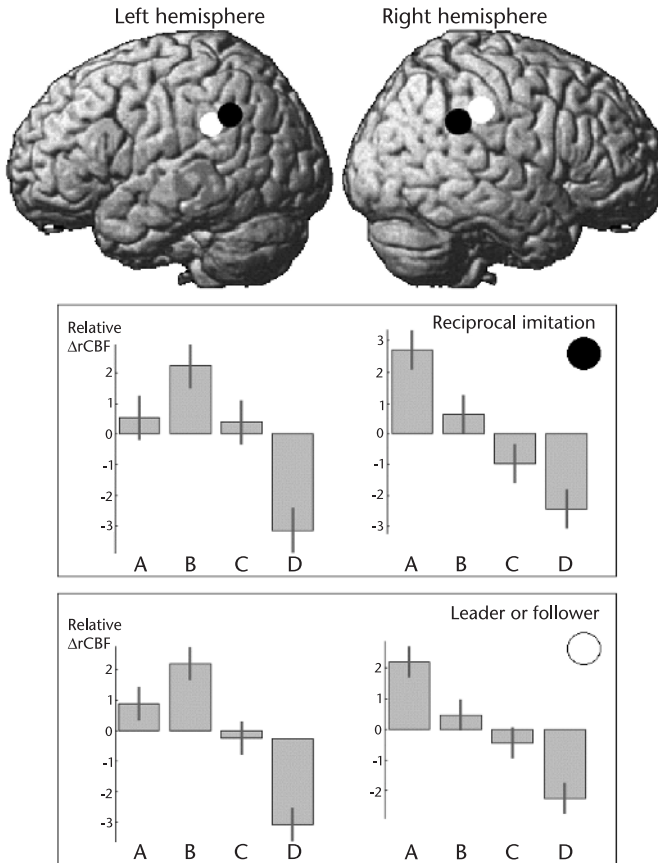 Left hemisphere
Right hemisphere
Relative
ΔrCBF
Reciprocal imitation
2
1
0
-1
-2
-3
A B C D
3
2
1
0
-1
-2
-3
A B C D
Relative
ΔrCBF
Leader or follower
2
1
0
-1
-2
-3
A B C D
2
1
0
-1
-2
A B C D